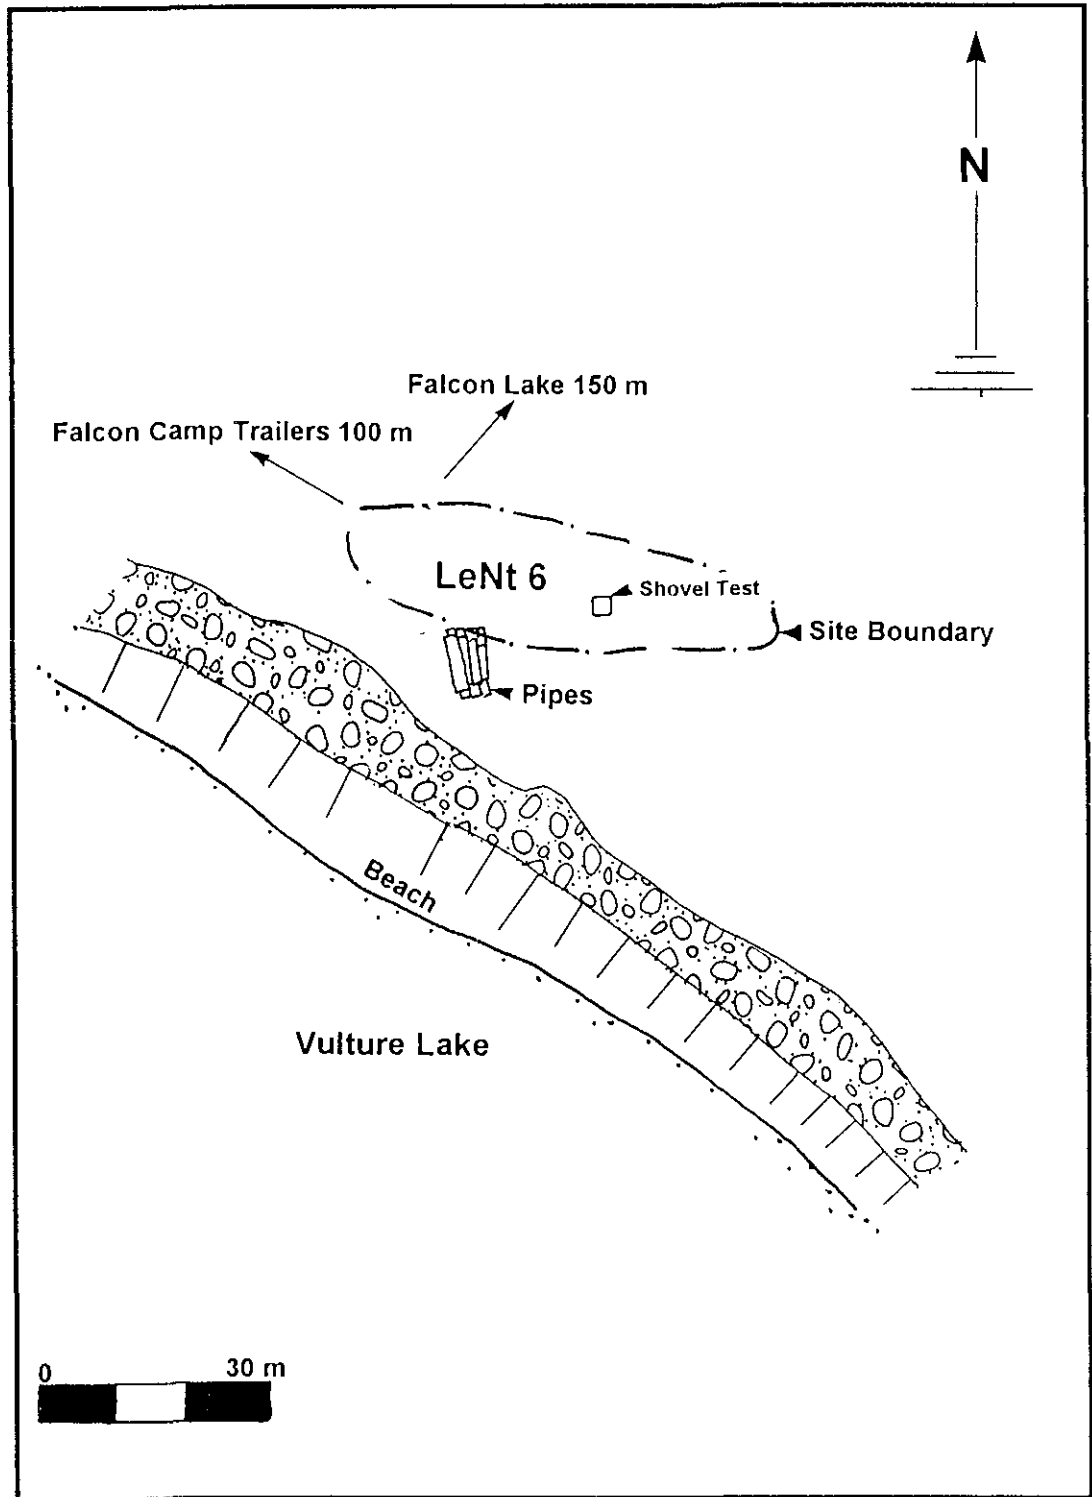 N
Falcon Lake 150 m
Falcon Camp Trailers 100 m
LeNt 6
Shovel Test
Site Boundary
Pipes
Beach
Vulture Lake
0 30 m